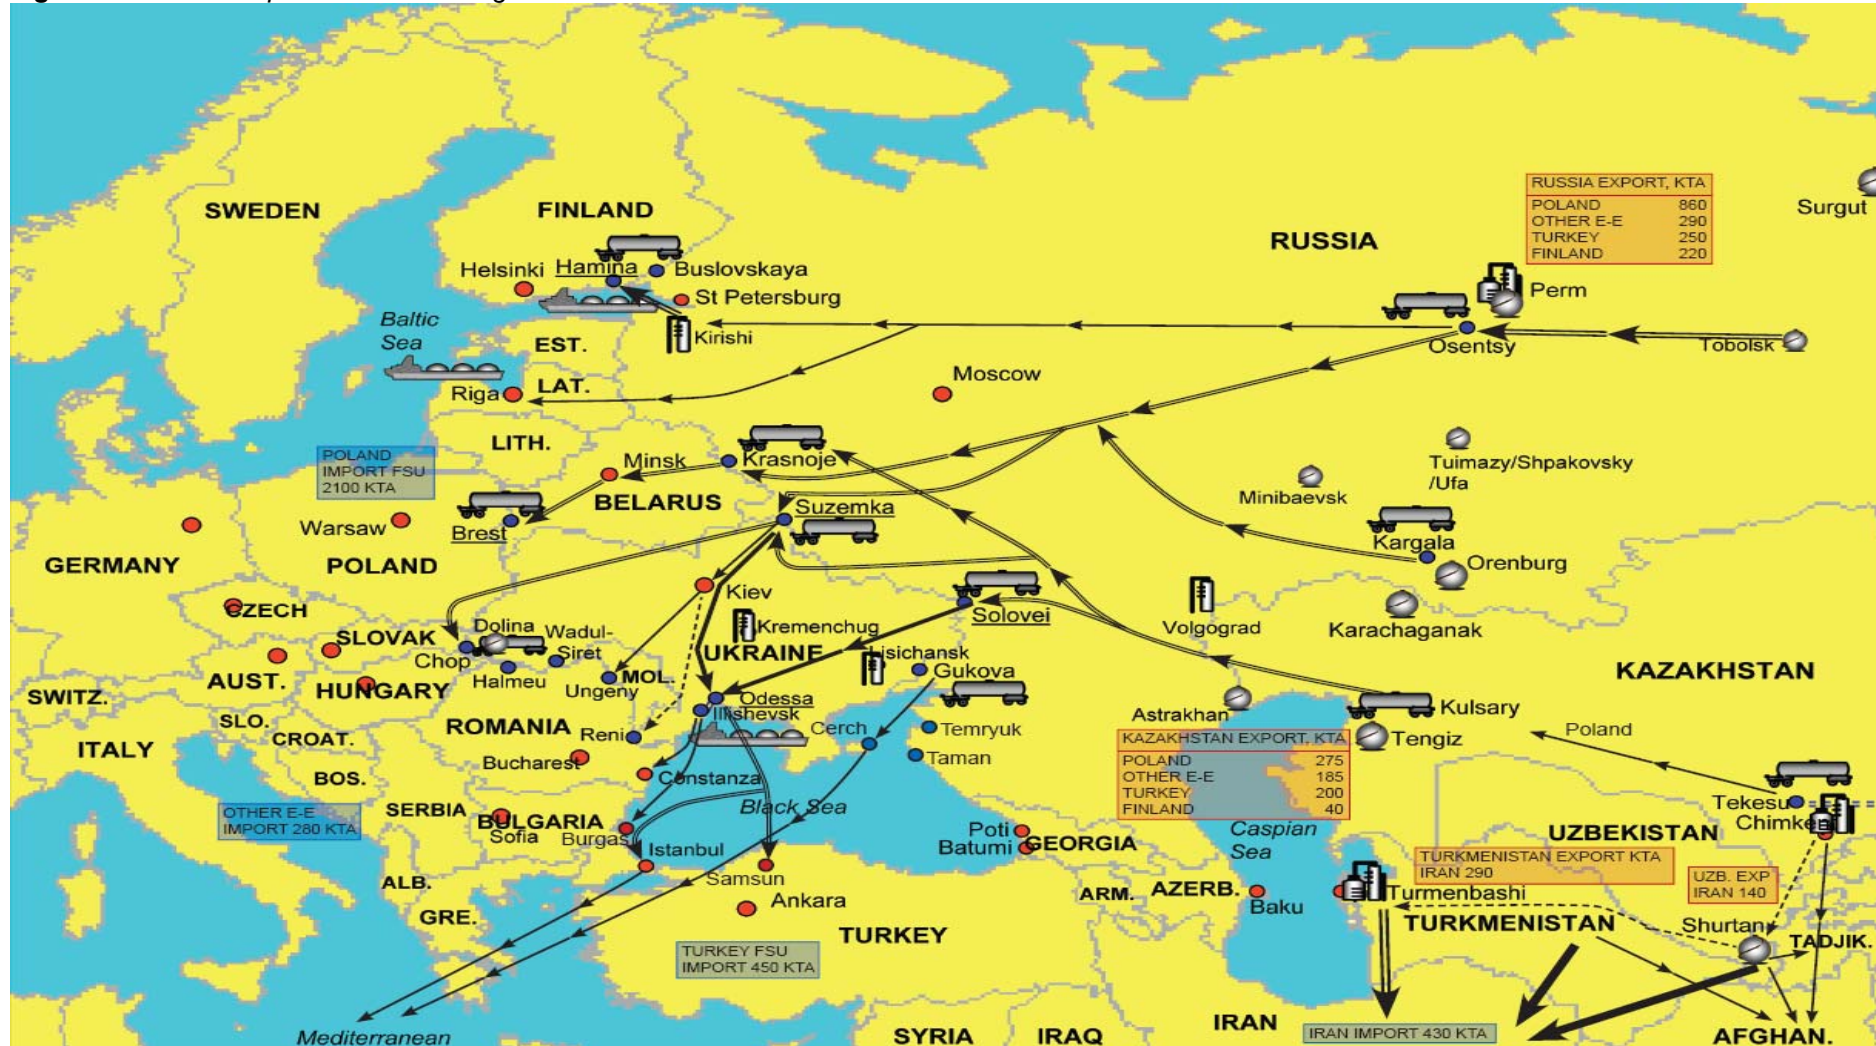 SWEDEN
FINLAND
Helsinki
Hamina
Buslovskaya
St Petersburg
Kirishi
Baltic
Sea
EST.
LAT.
Riga
LITH.
RUSSIA
RUSSIA EXPORT, KTA
POLAND 860
OTHER E-E 290
TURKEY 250
FINLAND 220
Surgut
Perm
Osentsy
Tobolsk
Moscow
POLAND
IMPORT FSU
2100 KTA
Minsk
Krasnoje
BELARUS
Suzemka
Brest
Warsaw
GERMANY
POLAND
Tuimazy/Shpakovsky
/Ufa
Minibaevsk
Kargala
Orenburg
Karachaganak
Volgograd
Solovei
Kiev
Kremenchug
UKRAINE
Lisichansk
Gukova
CZECH
SLOVAK
Dolina
Wadul-
Siret
Chop
Halmeu
Ungeny
MOL.
AUST.
HUNGARY
SWITZ.
SLO.
CROAT.
ITALY
BOS.
ROMANIA
Reni
Bucharest
Odessa
Illishevsk
Cerch
Temryuk
Taman
Constanza
Black Sea
SERBIA
BULGARIA
Sofia
Burgas
OTHER E-E
IMPORT 280 KTA
Istanbul
Samsun
Ankara
ALB.
GRE.
TURKEY
TURKEY FSU
IMPORT 450 KTA
Mediterranean
SYRIA
IRAQ
IRAN
Poti
Batumi
GEORGIA
ARM.
AZERB.
Baku
Caspian
Sea
Astrakhan
KAZAKHSTAN EXPORT, KTA
POLAND 275
OTHER E-E 185
TURKEY 200
FINLAND 40
Kulsary
Tengiz
KAZAKHSTAN
Poland
Tekesu
Chimkent
UZBEKISTAN
TURKMENISTAN EXPORT KTA
IRAN 290
UZB. EXP
IRAN 140
Turmenbashi
TURKMENISTAN
Shurtan
TADJIK.
AFGHAN.
IRAN IMPORT 430 KTA